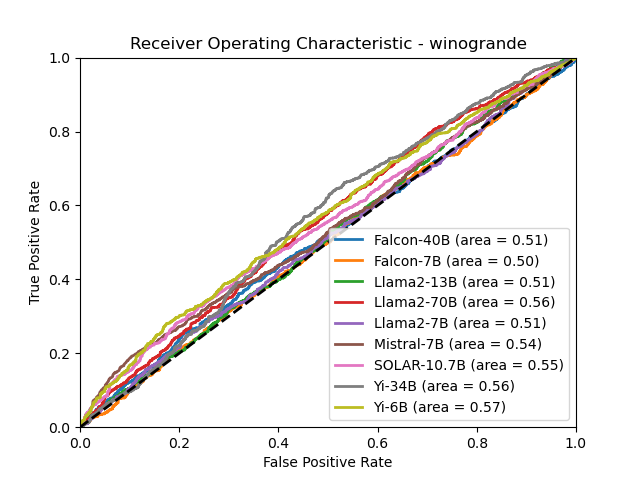 Receiver Operating Characteristic - winogrande
True Positive Rate
1.0
0.8
0.6
0.4
0.2
0.0
Falcon-40B (area = 0.51)
Falcon-7B (area = 0.50)
Llama2-13B (area = 0.51)
Llama2-70B (area = 0.56)
Llama2-7B (area = 0.51)
Mistral-7B (area = 0.54)
SOLAR-10.7B (area = 0.55)
Yi-34B (area = 0.56)
Yi-6B (area = 0.57)
0.0 0.2 0.4 0.6 0.8 1.0
False Positive Rate